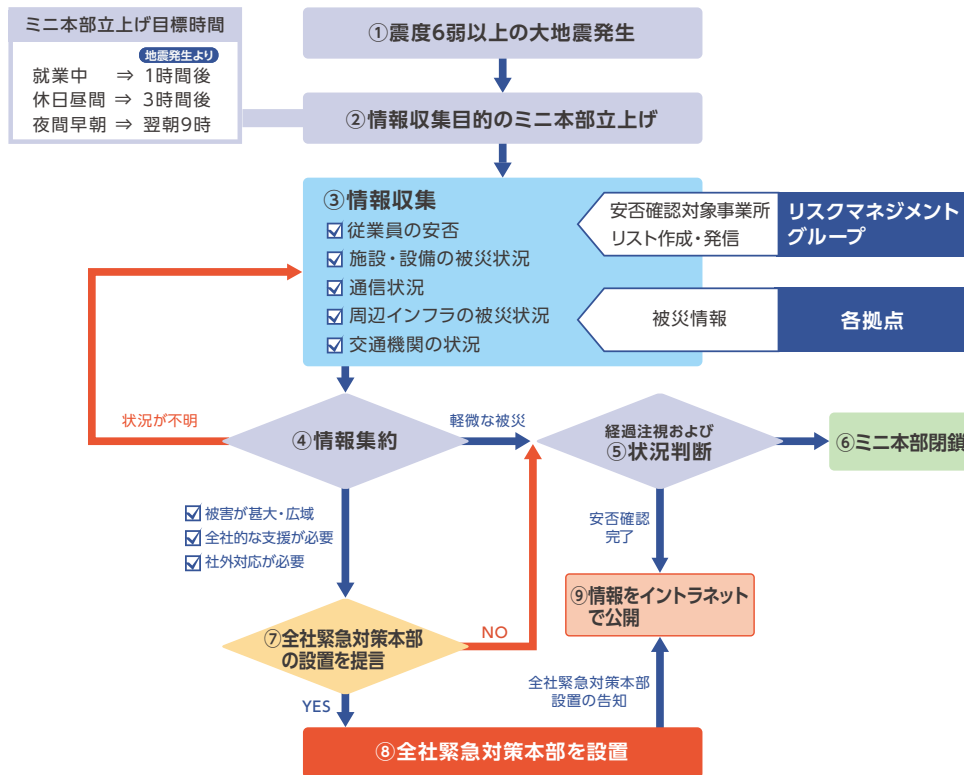 ミニ本部立上げ目標時間
地震発生より
就業中 ⇒ 1時間後
休日昼間 ⇒ 3時間後
夜間早朝 ⇒ 翌朝9時
①震度6弱以上の大地震発生
②情報収集目的のミニ本部立上げ
③情報収集
従業員の安否
施設・設備の被災状況
通信状況
周辺インフラの被災状況
交通機関の状況
安否確認対象事業所
リスト作成・発信
リスクマネジメント
グループ
被災情報
各拠点
状況が不明
④情報集約
軽微な被災
経過注視および
⑤状況判断
⑥ミニ本部閉鎖
被害が甚大・広域
全社的な支援が必要
社外対応が必要
安否確認
完了
⑨情報をイントラネット
で公開
⑦全社緊急対策本部
の設置を提言
NO
YES
全社緊急対策本部
設置の告知
⑧全社緊急対策本部を設置